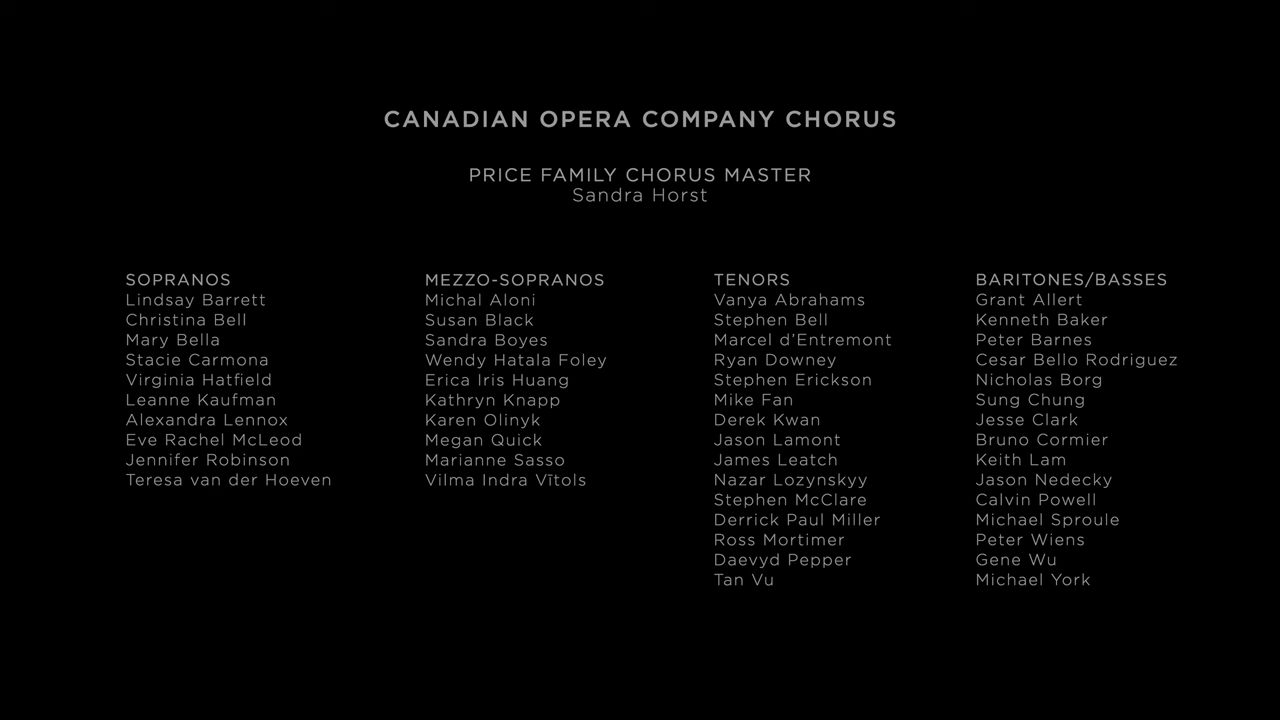 CANADIAN OPERA COMPANY CHORUS
PRICE FAMILY CHORUS MASTER
Sandra Horst
SOPRANOS
Lindsay Barrett
Christina Bell
Mary Bella
Stacie Carmona
Virginia Hatfield
Leanne Kaufman
Alexandra Lennox
Eve Rachel McLeod
Jennifer Robinson
Teresa van der Hoeven
MEZZO-SOPRANOS
Michal Aloni
Susan Black
Sandra Boyes
Wendy Hatala Foley
Erica Iris Huang
Kathryn Knapp
Karen Olinyk
Megan Quick
Marianne Sasso
Vilma Indra Vītols
TENORS
Vanya Abrahams
Stephen Bell
Marcel d’Entremont
Ryan Downey
Stephen Erickson
Mike Fan
Derek Kwan
Jason Lamont
James Leatch
Nazar Lozynskyy
Stephen McClare
Derrick Paul Miller
Ross Mortimer
Daevyd Pepper
Tan Vu
BARITONES/BASSES
Grant Allert
Kenneth Baker
Peter Barnes
Cesar Bello Rodriguez
Nicholas Borg
Sung Chung
Jesse Clark
Bruno Cormier
Keith Lam
Jason Nedecky
Calvin Powell
Michael Sproule
Peter Wiens
Gene Wu
Michael York